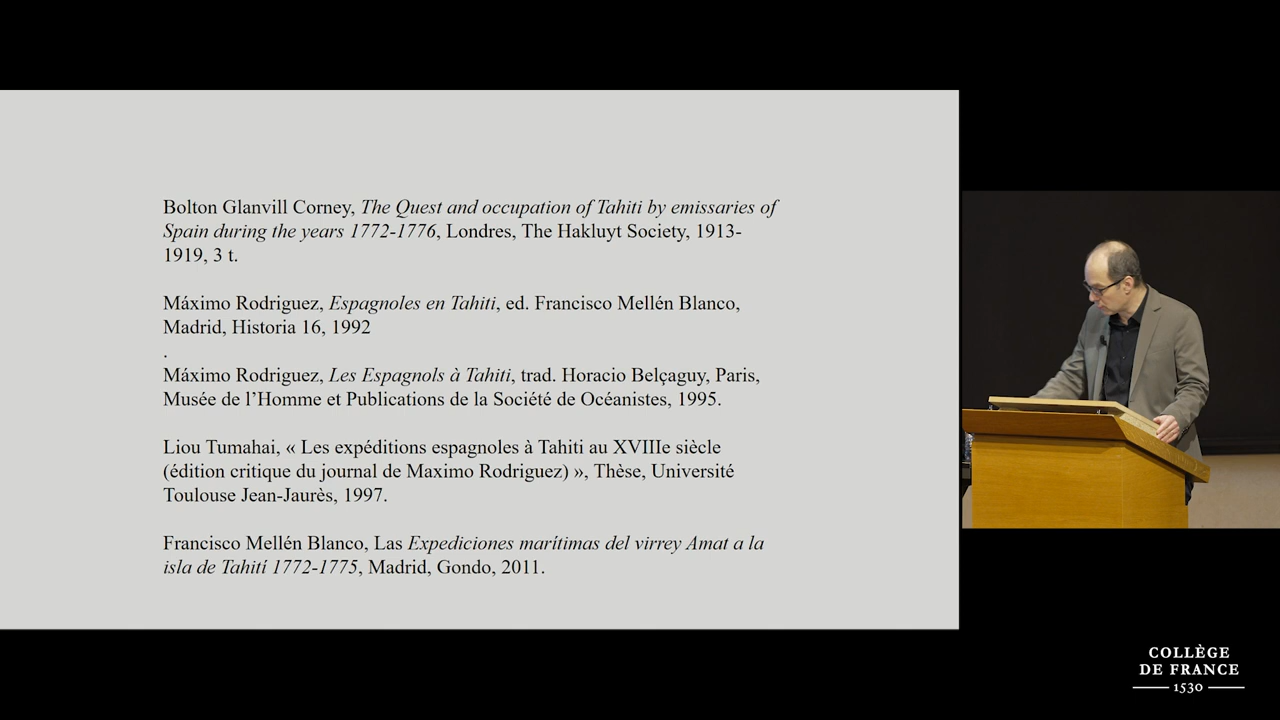 Bolton Glanvill Corney, The Quest and occupation of Tahiti by emissaries of
Spain during the years 1772-1776, Londres, The Hakluyt Society, 1913-
1919, 3 t.
Máximo Rodriguez, Espagnoles en Tahiti, ed. Francisco Mellén Blanco,
Madrid, Historia 16, 1992
.
Máximo Rodriguez, Les Espagnols à Tahiti, trad. Horacio Belçaguy, Paris,
Musée de l’Homme et Publications de la Société de Océanistes, 1995.
Liou Tumahai, « Les expéditions espagnoles à Tahiti au XVIIIe siècle
(édition critique du journal de Maximo Rodriguez) », Thèse, Université
Toulouse Jean-Jaurès, 1997.
Francisco Mellén Blanco, Las Expediciones marítimas del virrey Amat a la
isla de Tahití 1772-1775, Madrid, Gondo, 2011.
COLLÈGE
DE FRANCE
1530